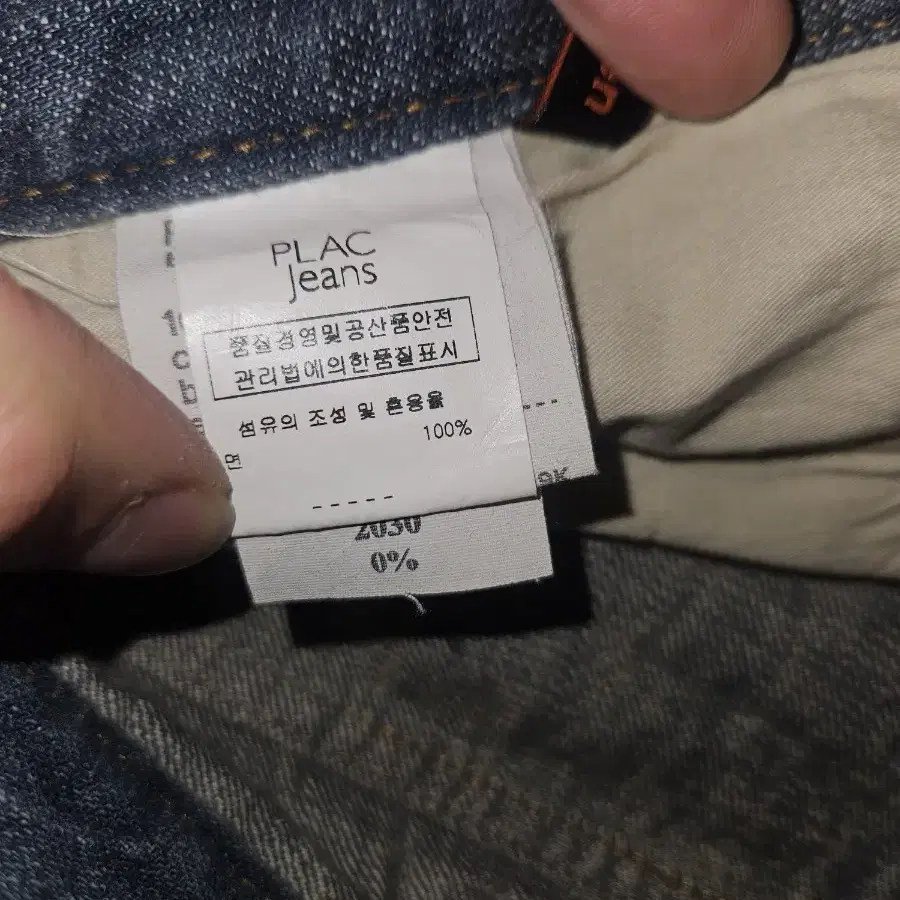 PLAC
Jeans
품질경영및공산품안전
관리법에의한품질표시
섬유의 조성 및 혼용율
면 100%
-----
2030
0%